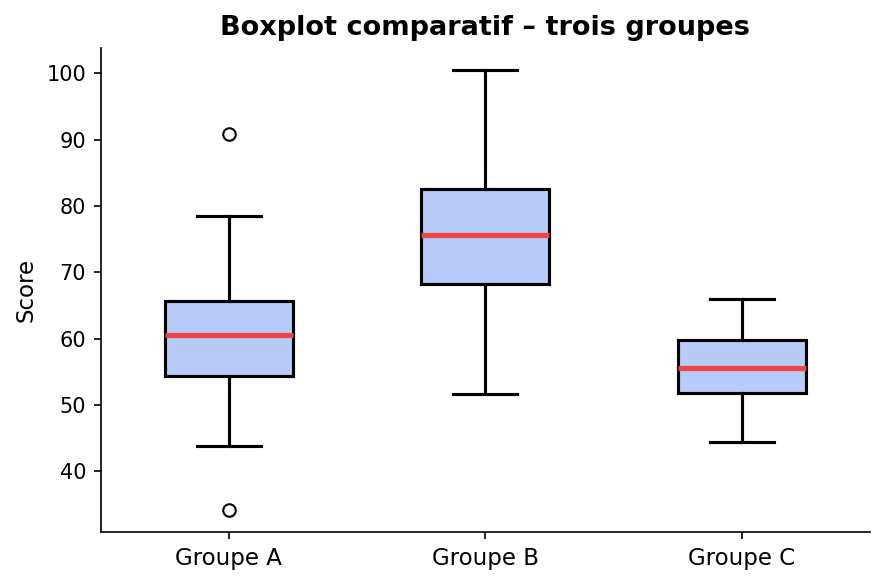 Boxplot comparatif – trois groupes
Score
100
90
80
70
60
50
40
Groupe A
Groupe B
Groupe C